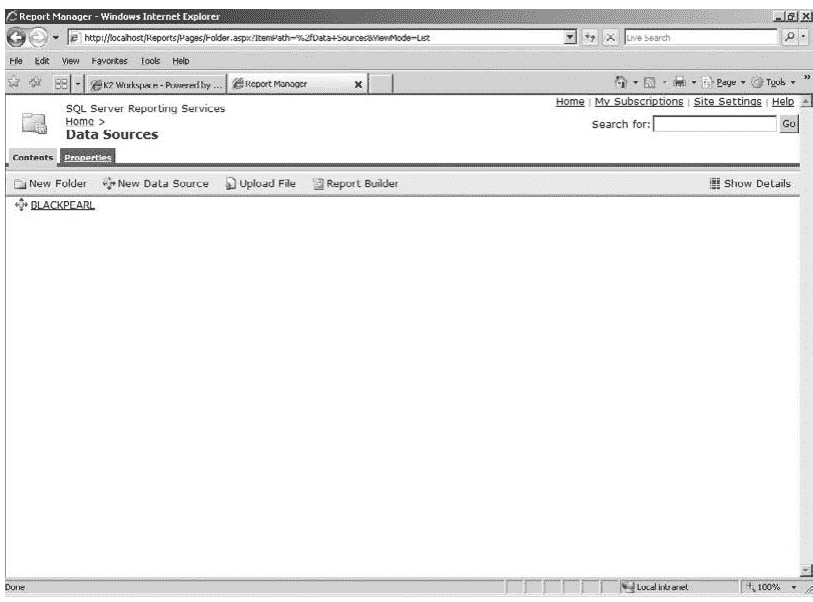 Report Manager - Windows Internet Explorer
http://localhost/Reports/Pages/Folder.aspx?ItemPath=%2fData+Sources&ViewMode=List
Live Search
File Edit View Favorites Tools Help
K2 Workspace - Powered by ...
Report Manager
Page
Tools
SQL Server Reporting Services
Home >
Data Sources
Home | My Subscriptions | Site Settings | Help
Search for:
Go
Contents
Properties
New Folder
New Data Source
Upload File
Report Builder
Show Details
BLACKPEARL
Done
Local intranet
100%